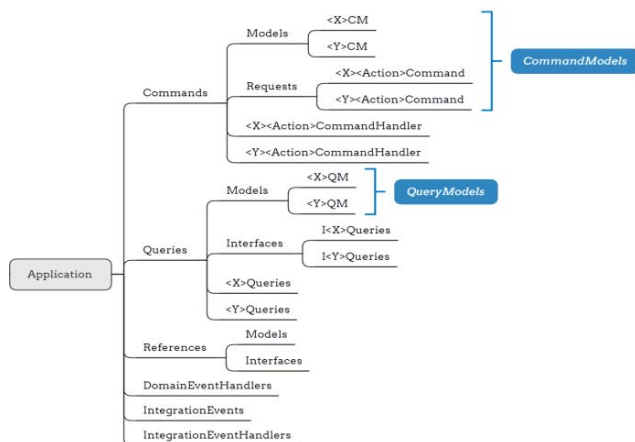 <X>CM
Models
<Y>CM
CommandModels
<X><Action>Command
Requests
<Y><Action>Command
Commands
<X><Action>CommandHandler
<Y><Action>CommandHandler
<X>QM
Models
<Y>QM
QueryModels
I<X>Queries
Interfaces
I<Y>Queries
Queries
<X>Queries
<Y>Queries
Application
Models
References
Interfaces
DomainEventHandlers
IntegrationEvents
IntegrationEventHandlers